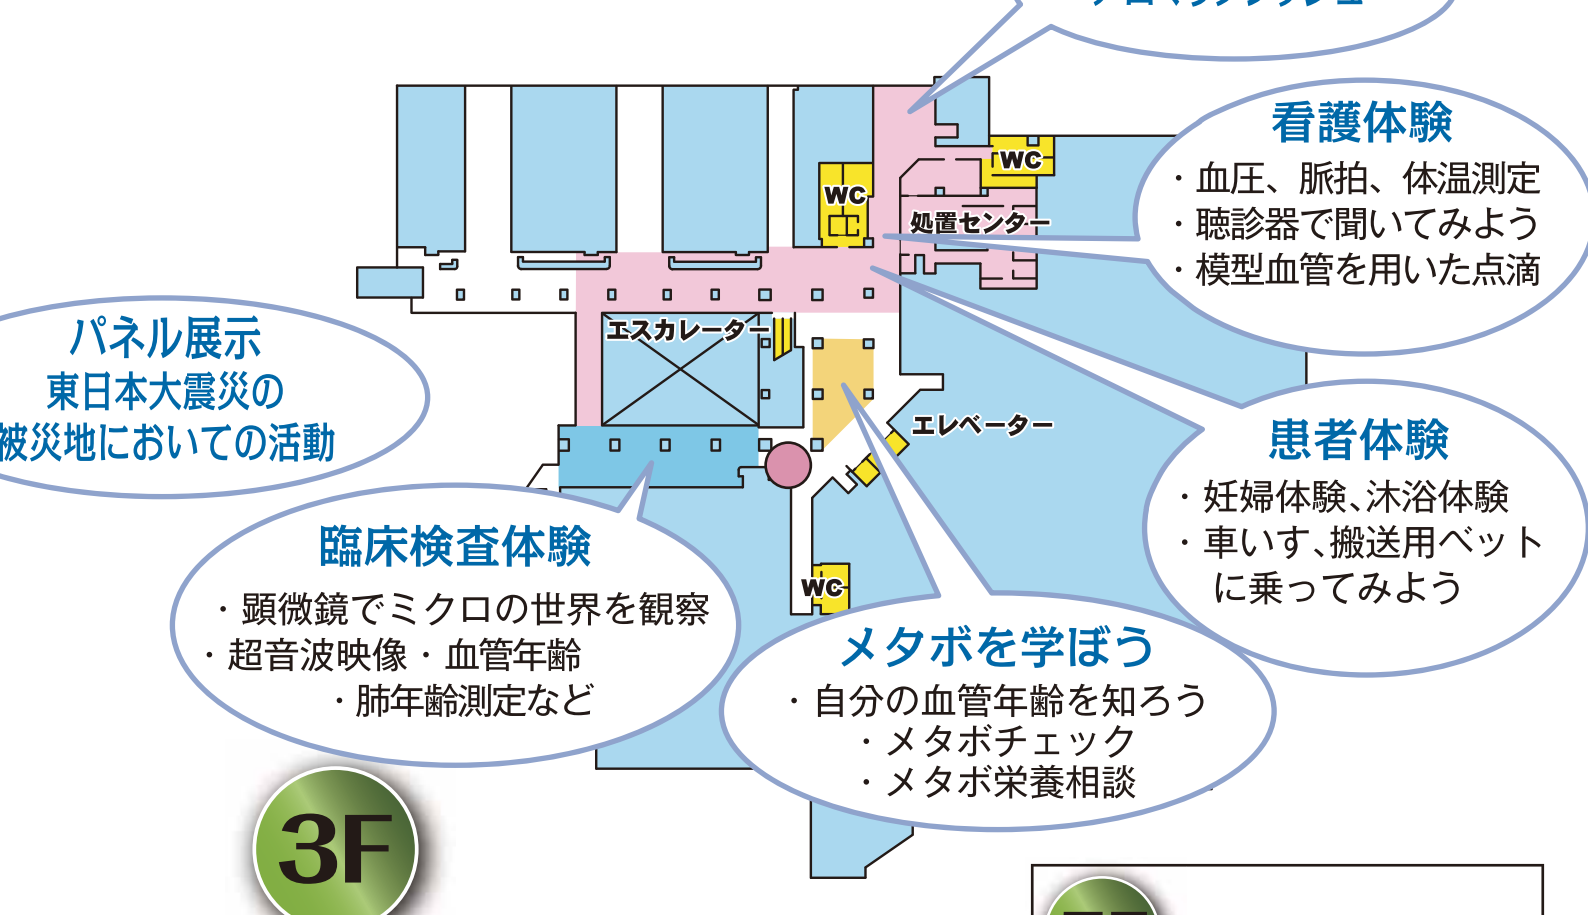 看護体験
・血圧、脈拍、体温測定
・聴診器で聞いてみよう
・模型血管を用いた点滴
WC
WC
処置センター
エスカレーター
エレベーター
パネル展示
東日本大震災の
被災地においての活動
患者体験
・妊婦体験、沐浴体験
・車いす、搬送用ベット
に乗ってみよう
臨床検査体験
・顕微鏡でミクロの世界を観察
・超音波映像・血管年齢
・肺年齢測定など
WC
メタボを学ぼう
・自分の血管年齢を知ろう
・メタボチェック
・メタボ栄養相談
3F